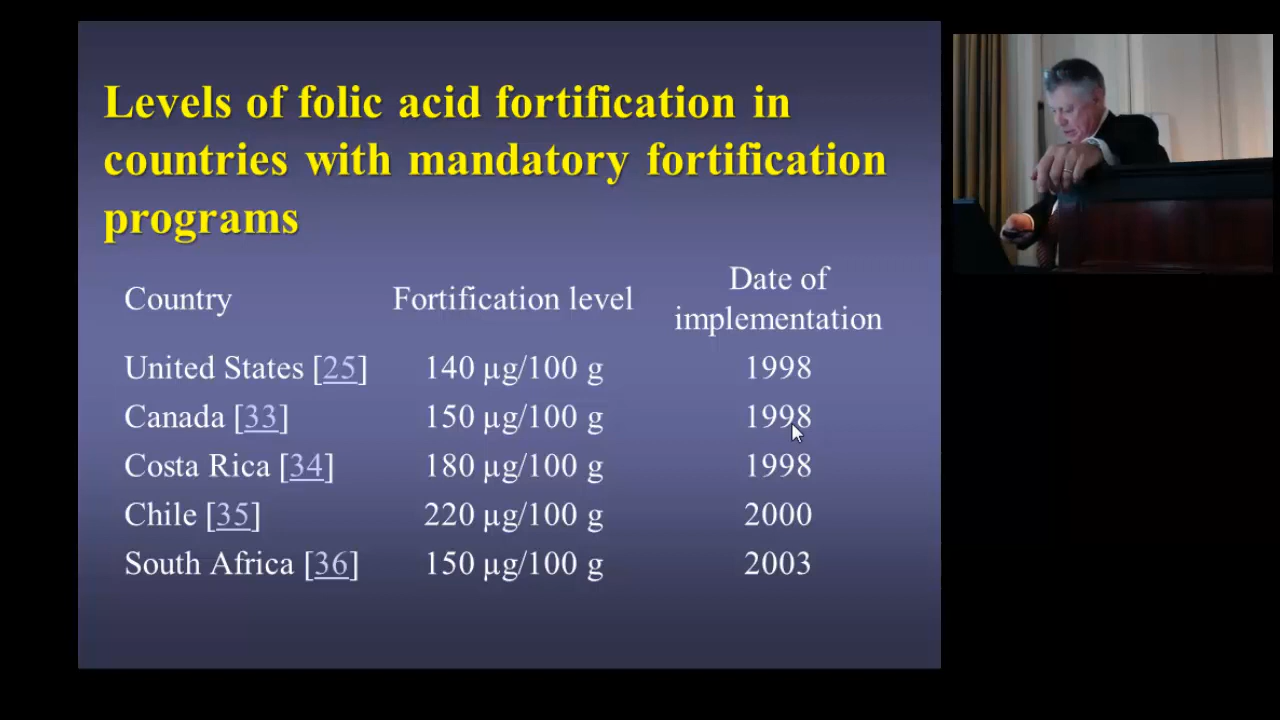 Levels of folic acid fortification in
countries with mandatory fortification
programs
Country Fortification level Date of implementation
United States [25] 140 µg/100 g 1998
Canada [33] 150 µg/100 g 1998
Costa Rica [34] 180 µg/100 g 1998
Chile [35] 220 µg/100 g 2000
South Africa [36] 150 µg/100 g 2003